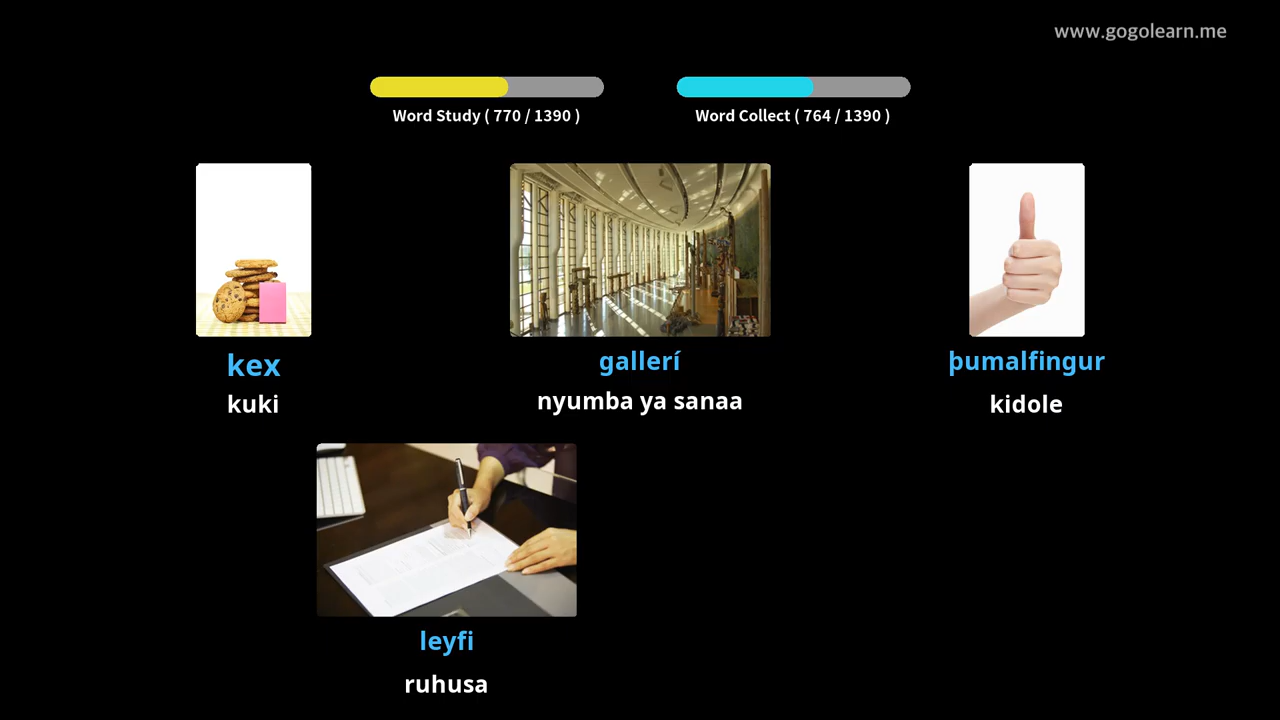 www.gogolearn.me
Word Study ( 770 / 1390 )
Word Collect ( 764 / 1390 )
kex
gallerí
þumalfingur
kuki
nyumba ya sanaa
kidole
leyfi
ruhusa